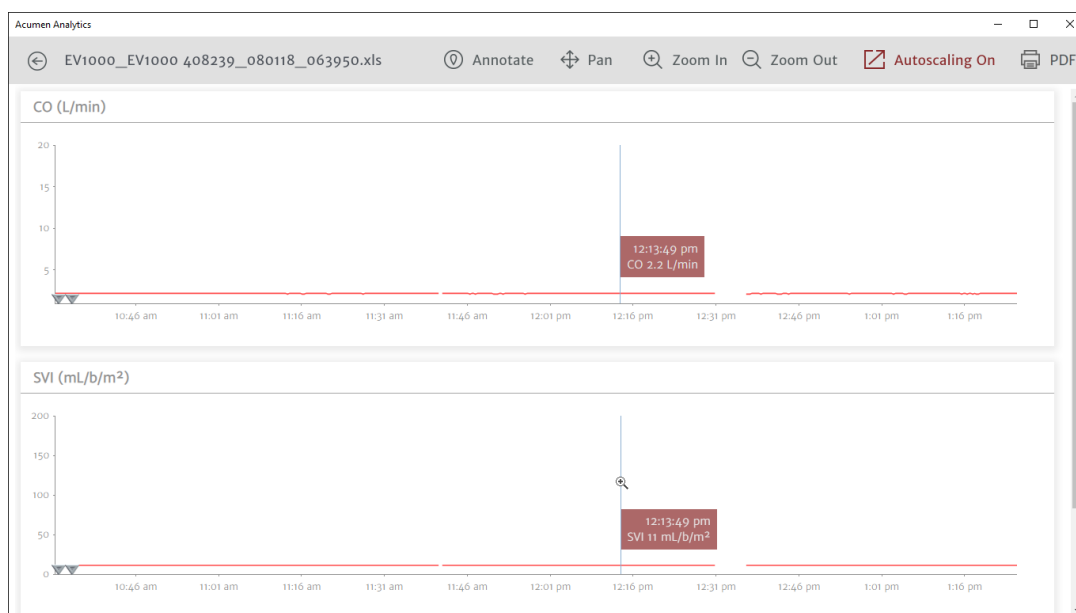 Acumen Analytics
EV1000_EV1000 408239_080118_063950.xls Annotate Pan Zoom In Zoom Out Autoscaling On PDF
CO (L/min)
20
15
10
5
12:13:49 pm
CO 2.2 L/min
10:46 am 11:01 am 11:16 am 11:31 am 11:46 am 12:01 pm 12:16 pm 12:31 pm 12:46 pm 1:01 pm 1:16 pm
SVI (mL/b/m²)
200
150
100
50
0
12:13:49 pm
SVI 11 mL/b/m²
10:46 am 11:01 am 11:16 am 11:31 am 11:46 am 12:01 pm 12:16 pm 12:31 pm 12:46 pm 1:01 pm 1:16 pm